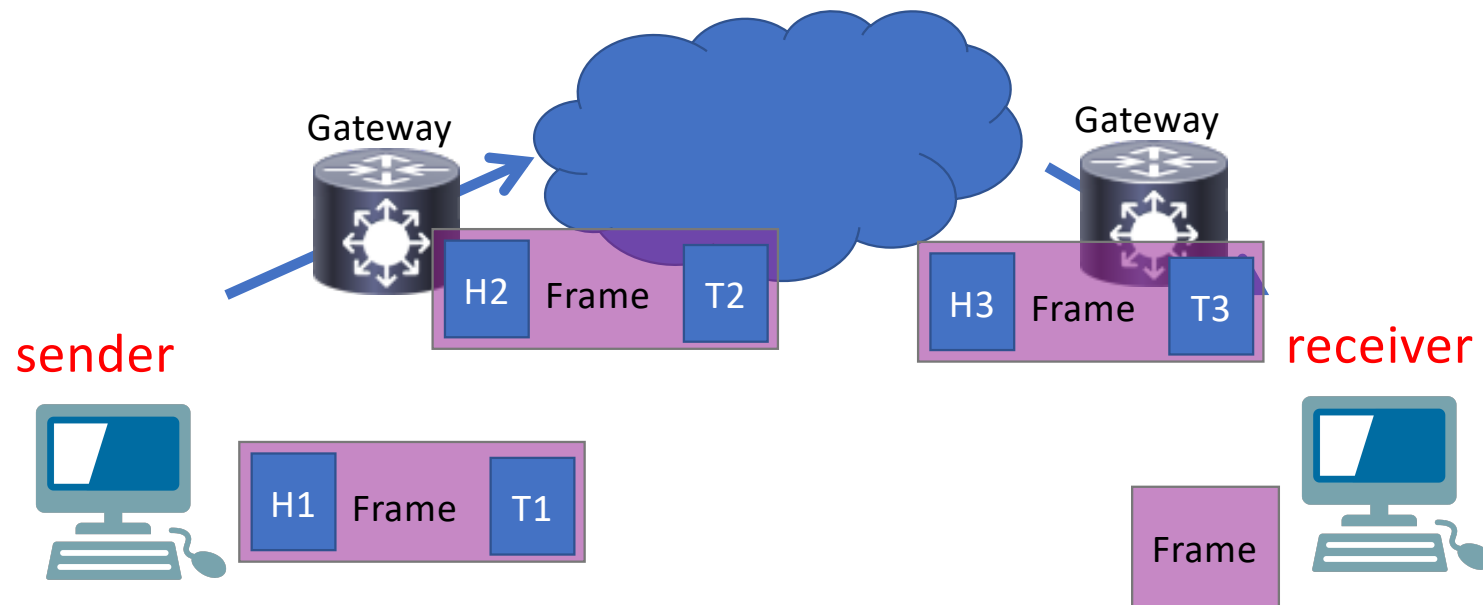 Gateway
Gateway
H2 Frame T2
H3 Frame T3
sender
receiver
H1 Frame T1
Frame